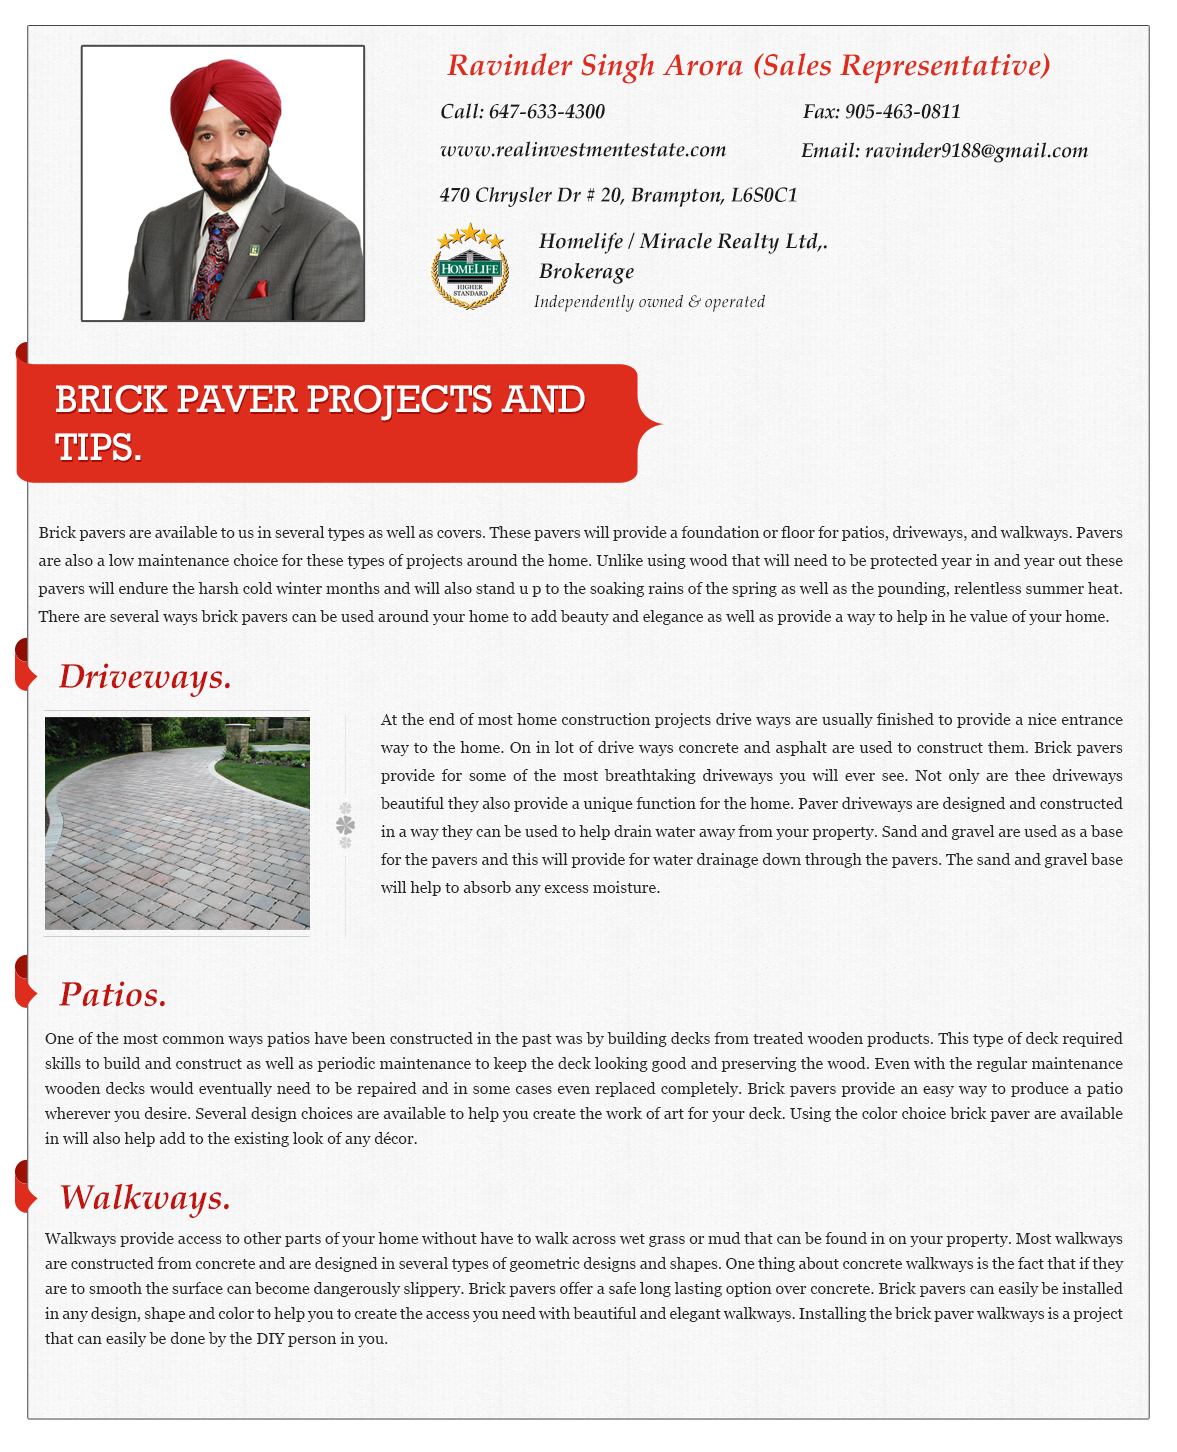 Ravinder Singh Arora (Sales Representative)
Call: 647-633-4300
Fax: 905-463-0811
www.realinvestmentestate.com
Email: ravinder9188@gmail.com
470 Chrysler Dr # 20, Brampton, L6S0C1
HOMELIFE
HIGHER
STANDARD
Homelife / Miracle Realty Ltd,.
Brokerage
Independently owned & operated
BRICK PAVER PROJECTS AND
TIPS.
Brick pavers are available to us in several types as well as covers. These pavers will provide a foundation or floor for patios, driveways, and walkways. Pavers
are also a low maintenance choice for these types of projects around the home. Unlike using wood that will need to be protected year in and year out these
pavers will endure the harsh cold winter months and will also stand u p to the soaking rains of the spring as well as the pounding, relentless summer heat.
There are several ways brick pavers can be used around your home to add beauty and elegance as well as provide a way to help in he value of your home.
Driveways.
At the end of most home construction projects drive ways are usually finished to provide a nice entrance
way to the home. On in lot of drive ways concrete and asphalt are used to construct them. Brick pavers
provide for some of the most breathtaking driveways you will ever see. Not only are thee driveways
beautiful they also provide a unique function for the home. Paver driveways are designed and constructed
in a way they can be used to help drain water away from your property. Sand and gravel are used as a base
for the pavers and this will provide for water drainage down through the pavers. The sand and gravel base
will help to absorb any excess moisture.
Patios.
One of the most common ways patios have been constructed in the past was by building decks from treated wooden products. This type of deck required
skills to build and construct as well as periodic maintenance to keep the deck looking good and preserving the wood. Even with the regular maintenance
wooden decks would eventually need to be repaired and in some cases even replaced completely. Brick pavers provide an easy way to produce a patio
wherever you desire. Several design choices are available to help you create the work of art for your deck. Using the color choice brick paver are available
in will also help add to the existing look of any décor.
Walkways.
Walkways provide access to other parts of your home without have to walk across wet grass or mud that can be found in on your property. Most walkways
are constructed from concrete and are designed in several types of geometric designs and shapes. One thing about concrete walkways is the fact that if they
are to smooth the surface can become dangerously slippery. Brick pavers offer a safe long lasting option over concrete. Brick pavers can easily be installed
in any design, shape and color to help you to create the access you need with beautiful and elegant walkways. Installing the brick paver walkways is a project
that can easily be done by the DIY person in you.